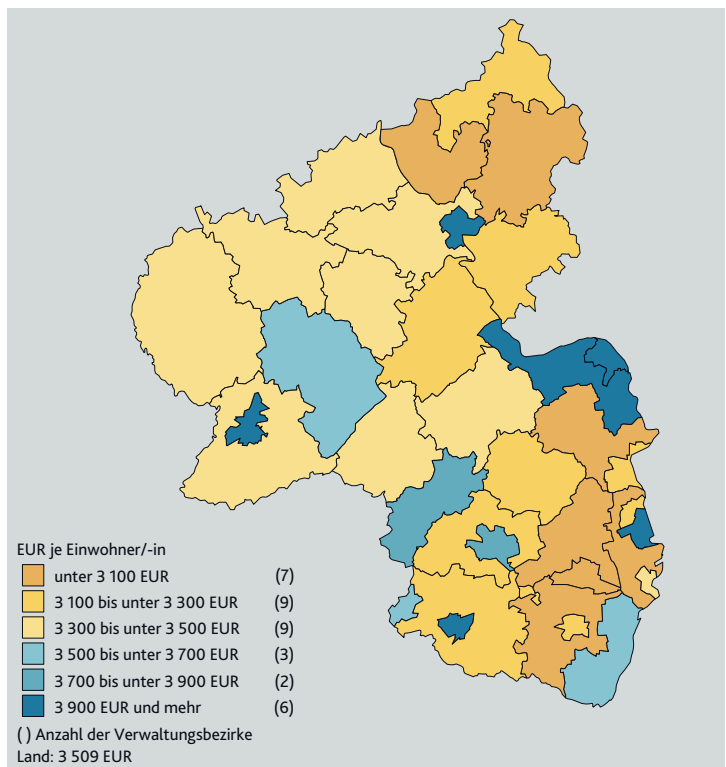 EUR je Einwohner/-in
unter 3 100 EUR (7)
3 100 bis unter 3 300 EUR (9)
3 300 bis unter 3 500 EUR (9)
3 500 bis unter 3 700 EUR (3)
3 700 bis unter 3 900 EUR (2)
3 900 EUR und mehr (6)
( ) Anzahl der Verwaltungsbezirke
Land: 3 509 EUR